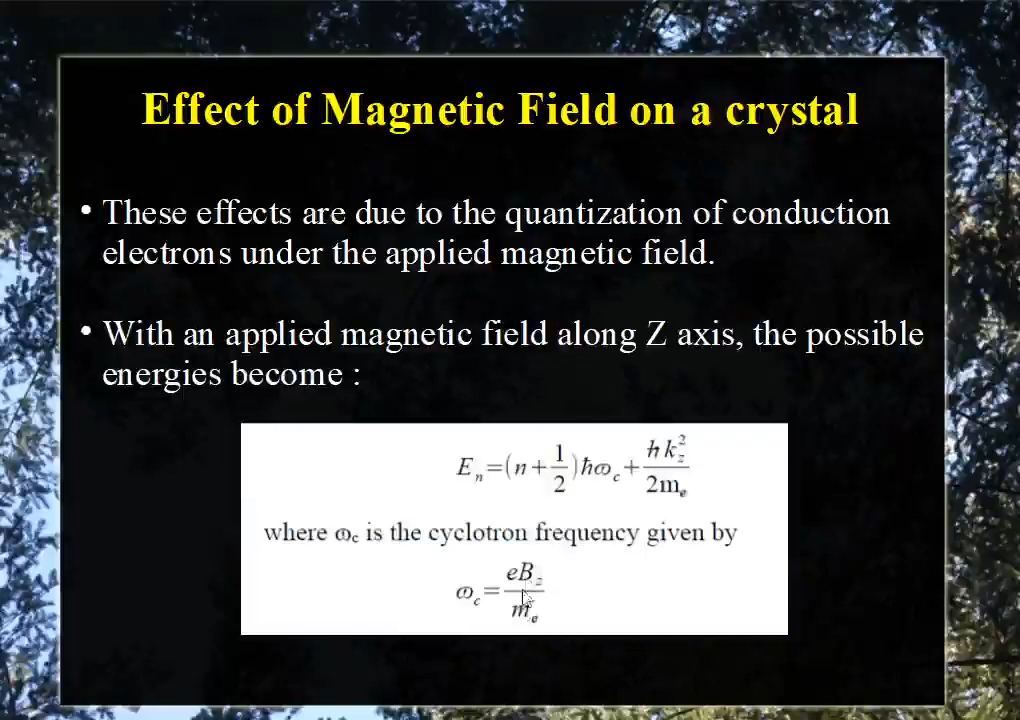 Effect of Magnetic Field on a crystal
• These effects are due to the quantization of conduction
electrons under the applied magnetic field.
• With an applied magnetic field along Z axis, the possible
energies become :
E_n=(n+1/2)ħω_c+ħk_z^2/2m_e
where ω_c is the cyclotron frequency given by
ω_c=eB_z/m_e